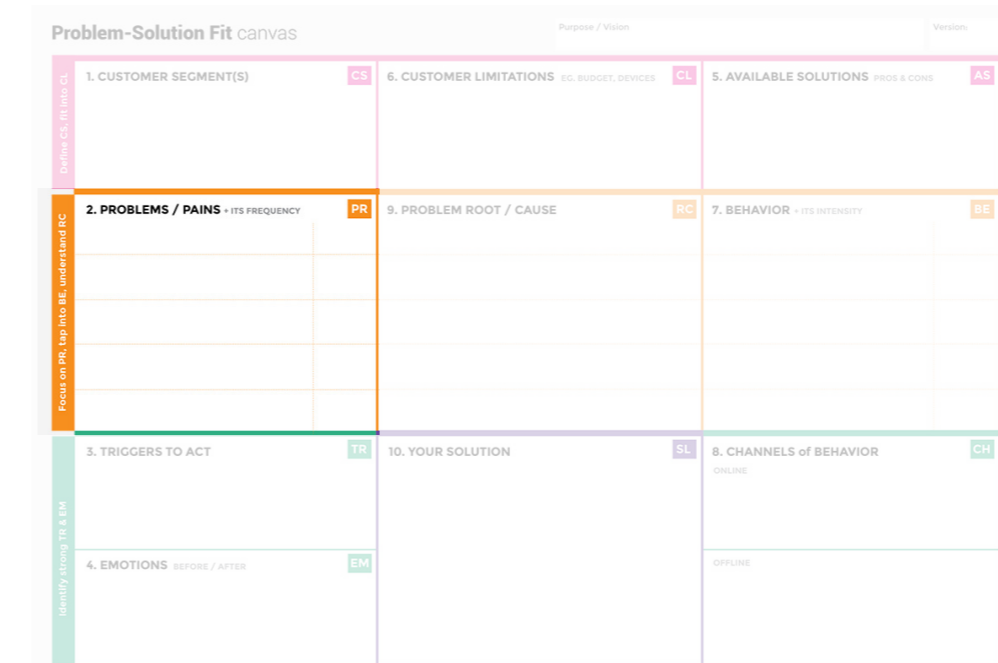 Problem-Solution Fit canvas
Purpose / Vision
Version:
Define CS, fit into CL
1. CUSTOMER SEGMENT(S) CS
6. CUSTOMER LIMITATIONS EG. BUDGET, DEVICES CL
5. AVAILABLE SOLUTIONS PROS & CONS AS
Focus on PR, tap into BE, understand RC
2. PROBLEMS / PAINS + ITS FREQUENCY PR
9. PROBLEM ROOT / CAUSE RC
7. BEHAVIOR + ITS INTENSITY BE
Identify strong TR & EM
3. TRIGGERS TO ACT TR
10. YOUR SOLUTION SL
8. CHANNELS of BEHAVIOR CH
ONLINE
4. EMOTIONS BEFORE / AFTER EM
OFFLINE